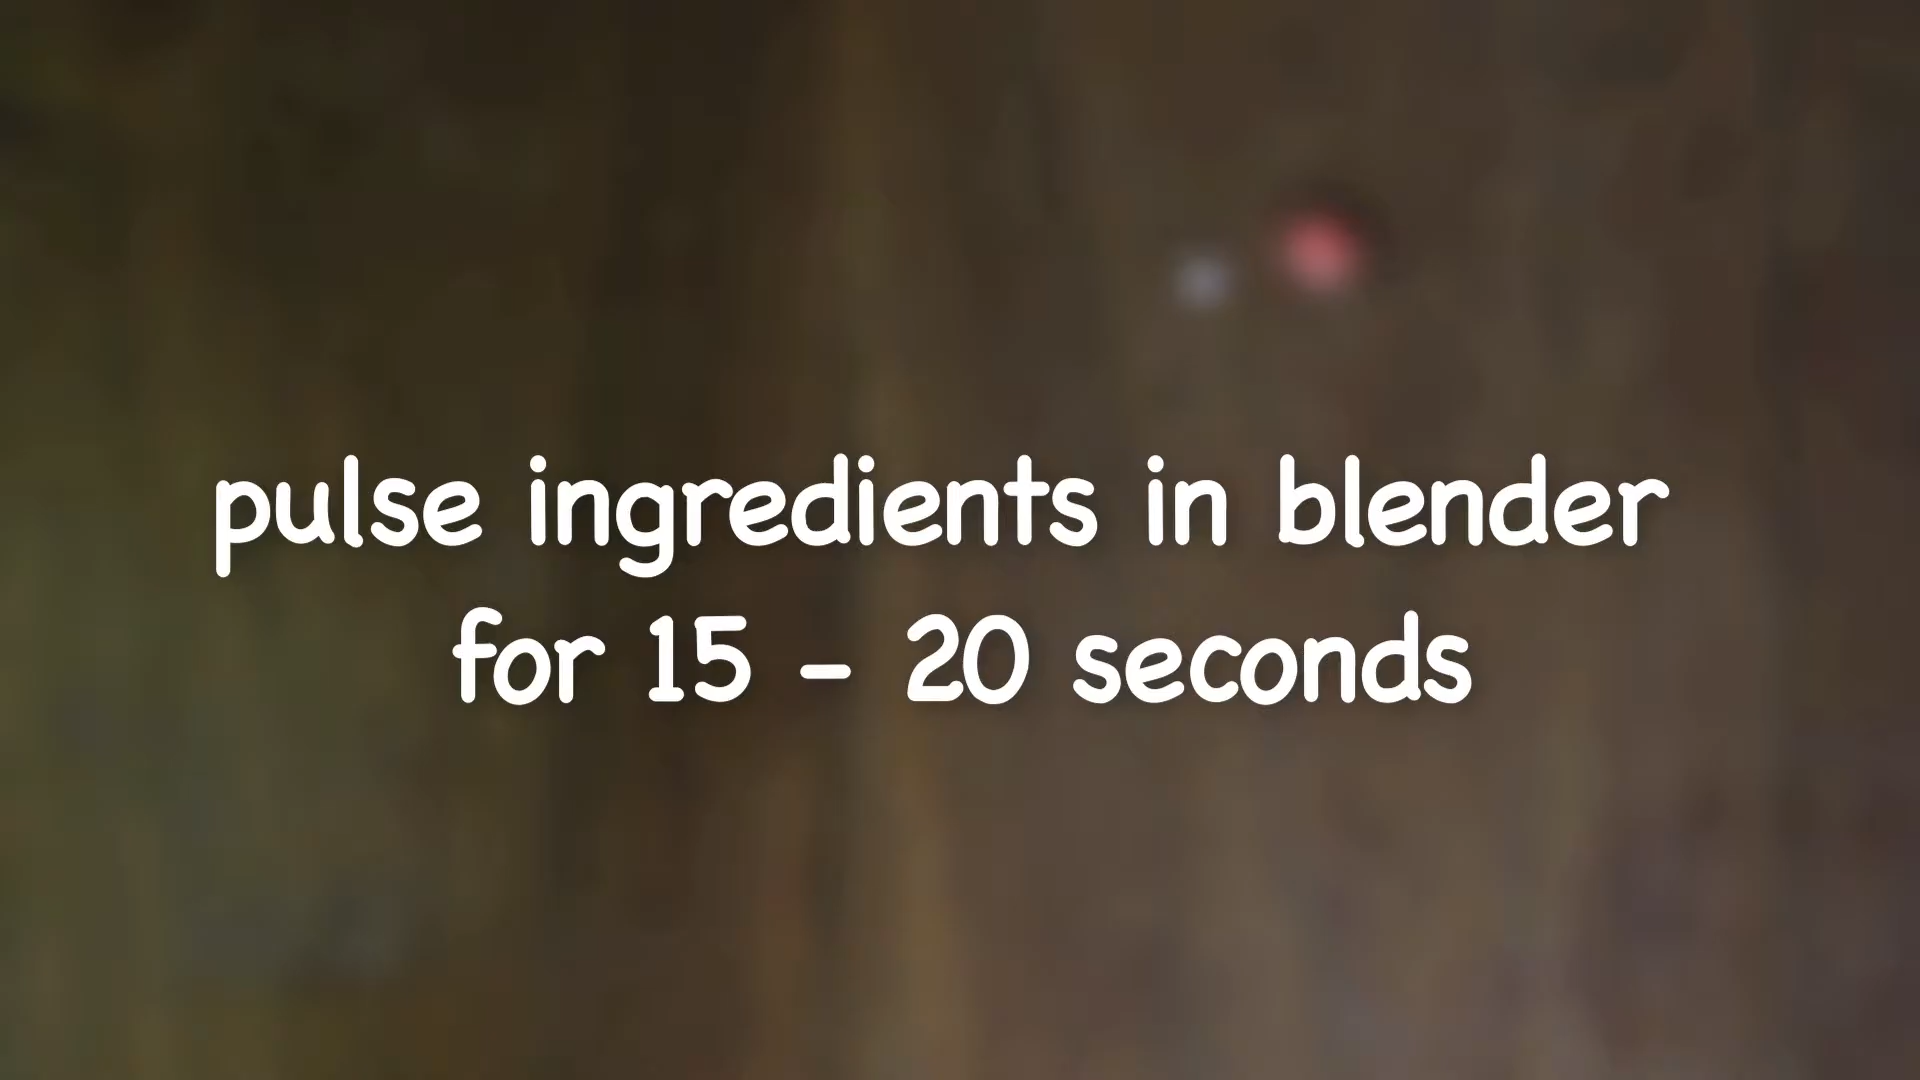 pulse ingredients in blender
for 15 - 20 seconds